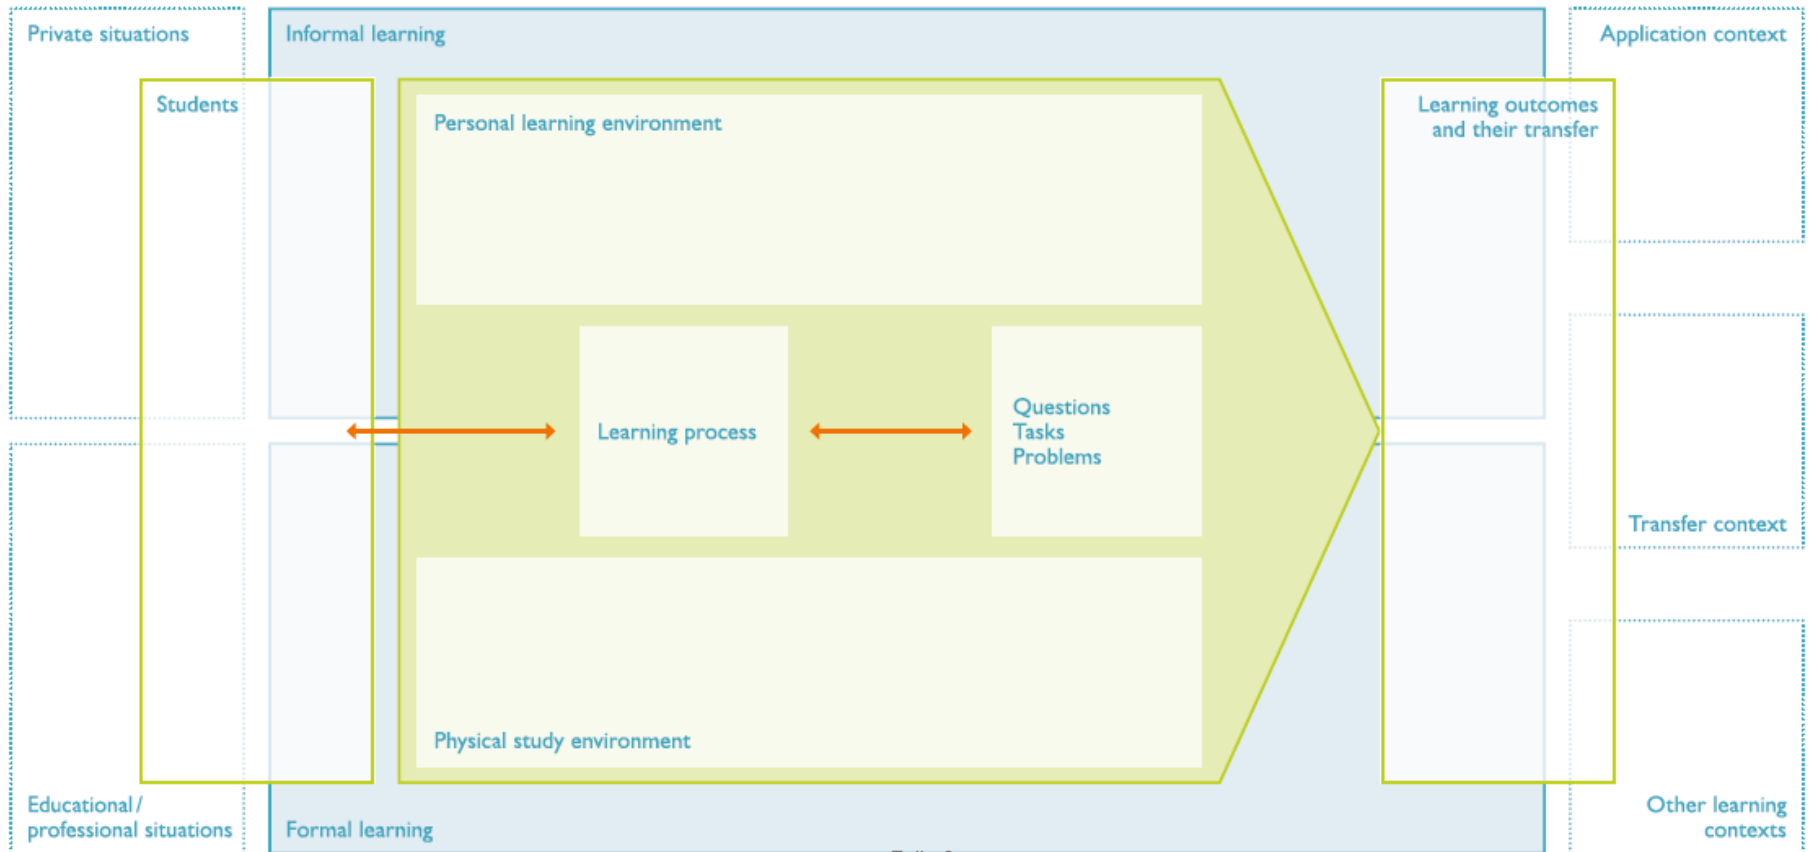 Private situations
Informal learning
Application context
Students
Learning outcomes
and their transfer
Personal learning environment
Questions
Learning process
Tasks
Problems
Transfer context
Physical study environment
Educational/
professional situations
Formal learning
Other learning
contexts